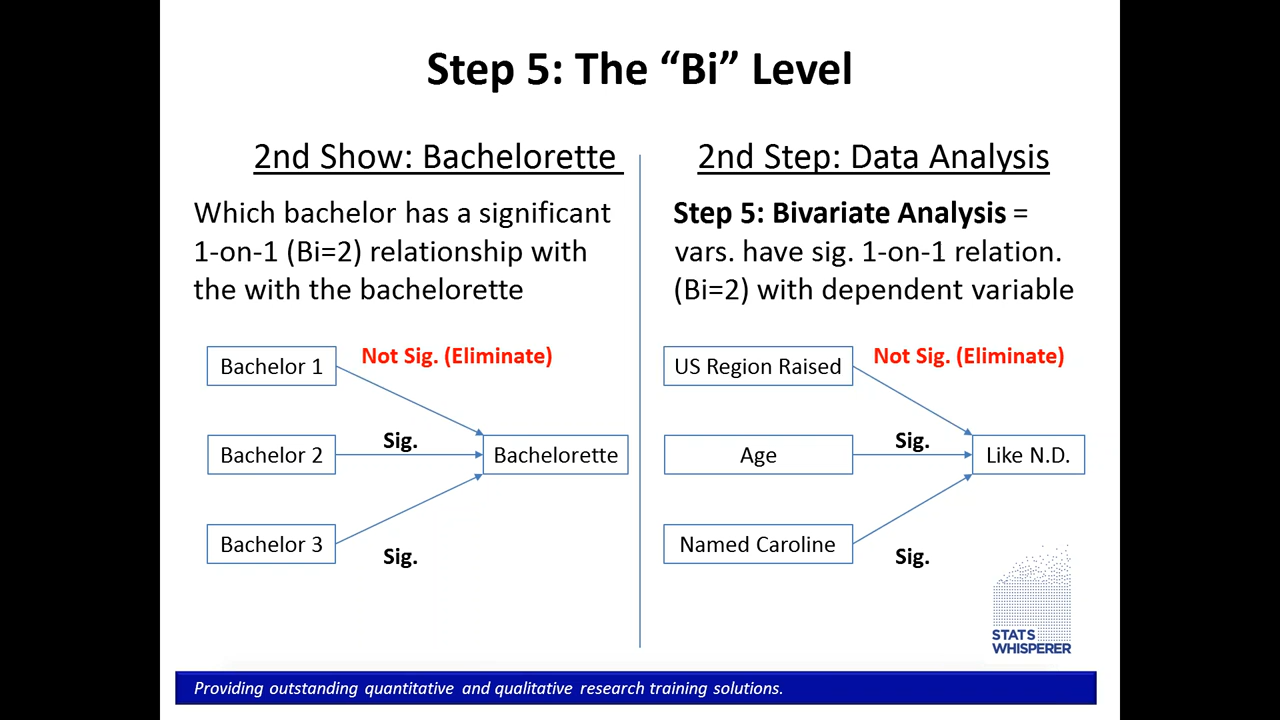 Step 5: The “Bi” Level
2nd Show: Bachelorette
Which bachelor has a significant
1-on-1 (Bi=2) relationship with
the with the bachelorette
Not Sig. (Eliminate)
Bachelor 1
Sig.
Bachelor 2
Bachelorette
Bachelor 3
Sig.
2nd Step: Data Analysis
Step 5: Bivariate Analysis =
vars. have sig. 1-on-1 relation.
(Bi=2) with dependent variable
Not Sig. (Eliminate)
US Region Raised
Sig.
Age
Like N.D.
Named Caroline
Sig.
STATS
WHISPERER
Providing outstanding quantitative and qualitative research training solutions.